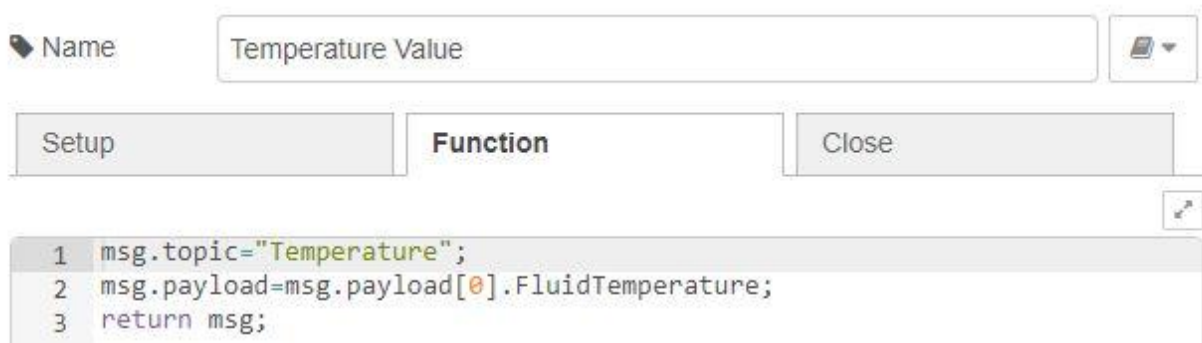 Name Temperature Value
Setup Function Close
1 msg.topic="Temperature";
2 msg.payload=msg.payload[0].FluidTemperature;
3 return msg;